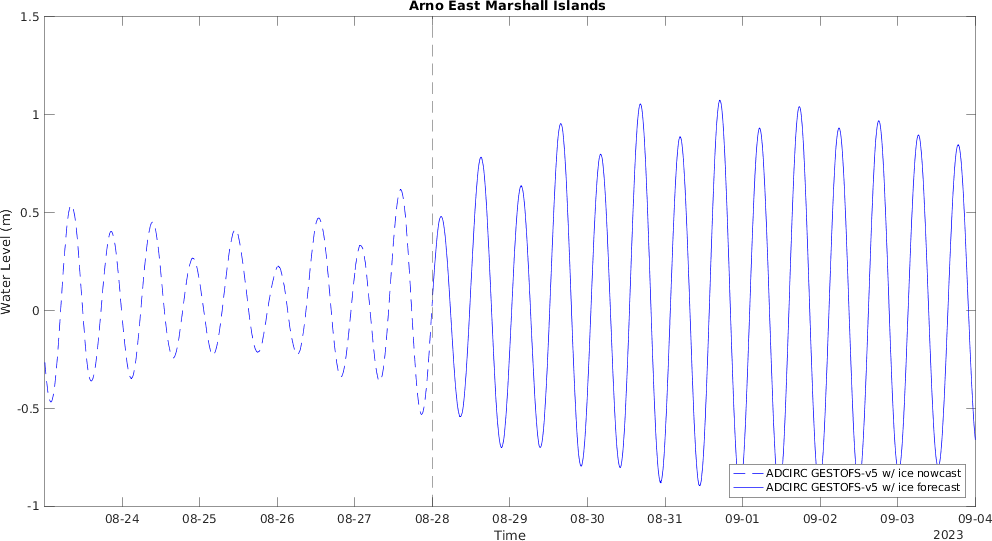 Arno East Marshall Islands
1.5
1
0.5
0
-0.5
-1
Water Level (m)
08-24 08-25 08-26 08-27 08-28 08-29 08-30 08-31 09-01 09-02 09-03 09-04
Time
2023
ADCIRC GESTOFS-v5 w/ ice nowcast
ADCIRC GESTOFS-v5 w/ ice forecast